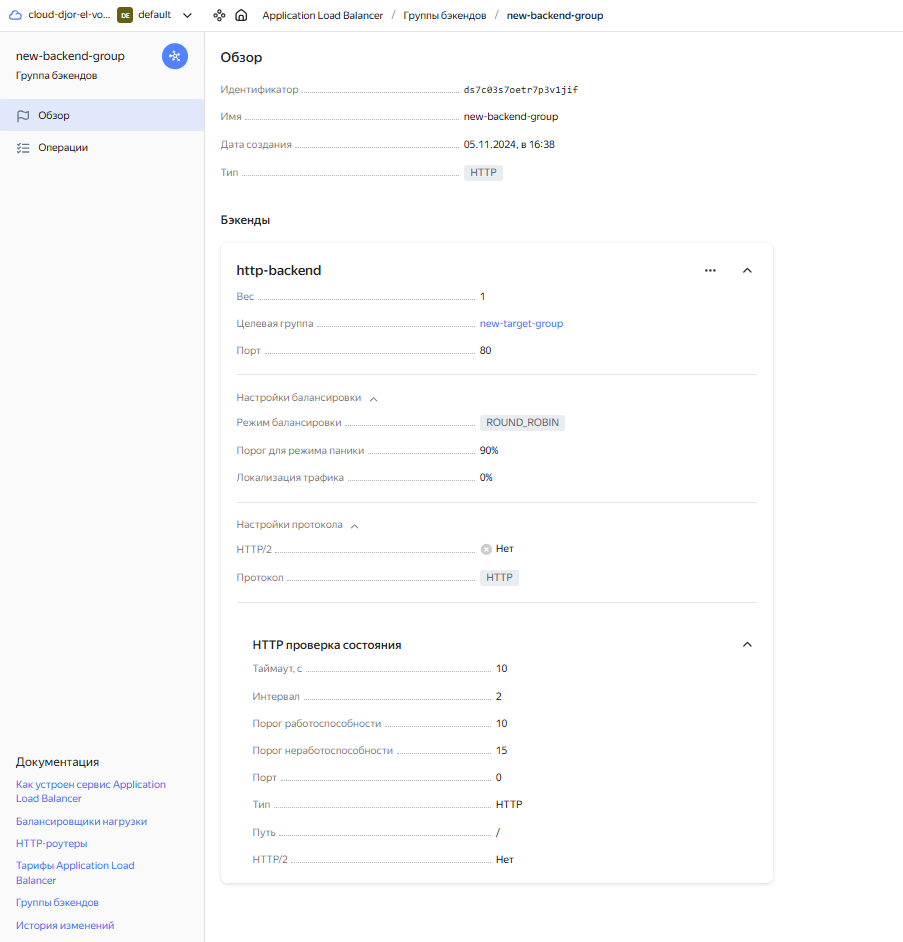 cloud-djor-el-vo... DE default Application Load Balancer / Группы бэкендов / new-backend-group
new-backend-group
Группа бэкендов
Обзор
Операции
Документация
Как устроен сервис Application
Load Balancer
Балансировщики нагрузки
HTTP-роутеры
Тарифы Application Load
Balancer
Группы бэкендов
История изменений
Обзор
Идентификатор ds7c03s7oetr7p3v1jif
Имя new-backend-group
Дата создания 05.11.2024, в 16:38
Тип HTTP
Бэкенды
http-backend
Вес 1
Целевая группа new-target-group
Порт 80
Настройки балансировки
Режим балансировки ROUND_ROBIN
Порог для режима паники 90%
Локализация трафика 0%
Настройки протокола
HTTP/2 Нет
Протокол HTTP
HTTP проверка состояния
Таймаут, с 10
Интервал 2
Порог работоспособности 10
Порог неработоспособности 15
Порт 0
Тип HTTP
Путь /
HTTP/2 Нет